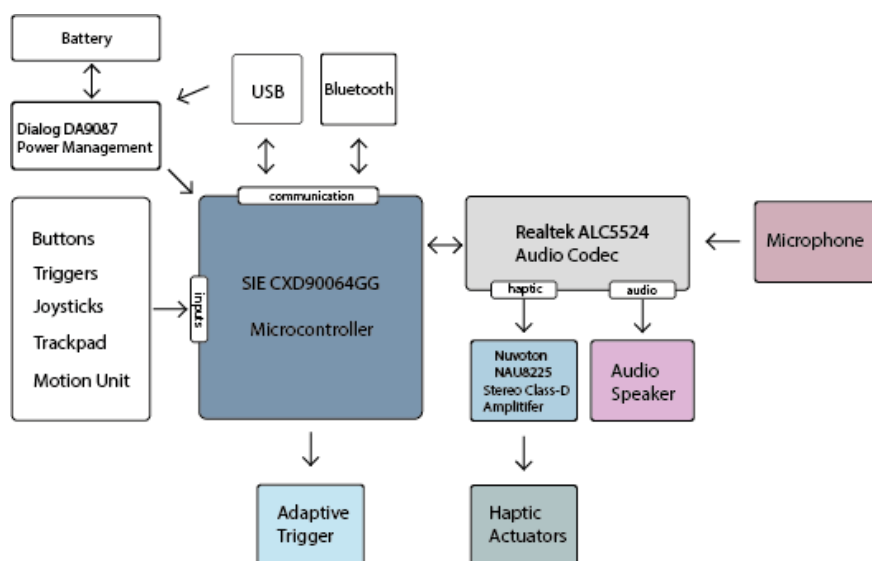 Battery
USB
Bluetooth
Dialog DA9087
Power Management
communication
Buttons
Triggers
Joysticks
Trackpad
Motion Unit
inputs
SIE CXD90064GG
Microcontroller
Realtek ALC5524
Audio Codec
haptic
audio
Microphone
Nuvoton
NAU8225
Stereo Class-D
Amplitifer
Audio
Speaker
Adaptive
Trigger
Haptic
Actuators